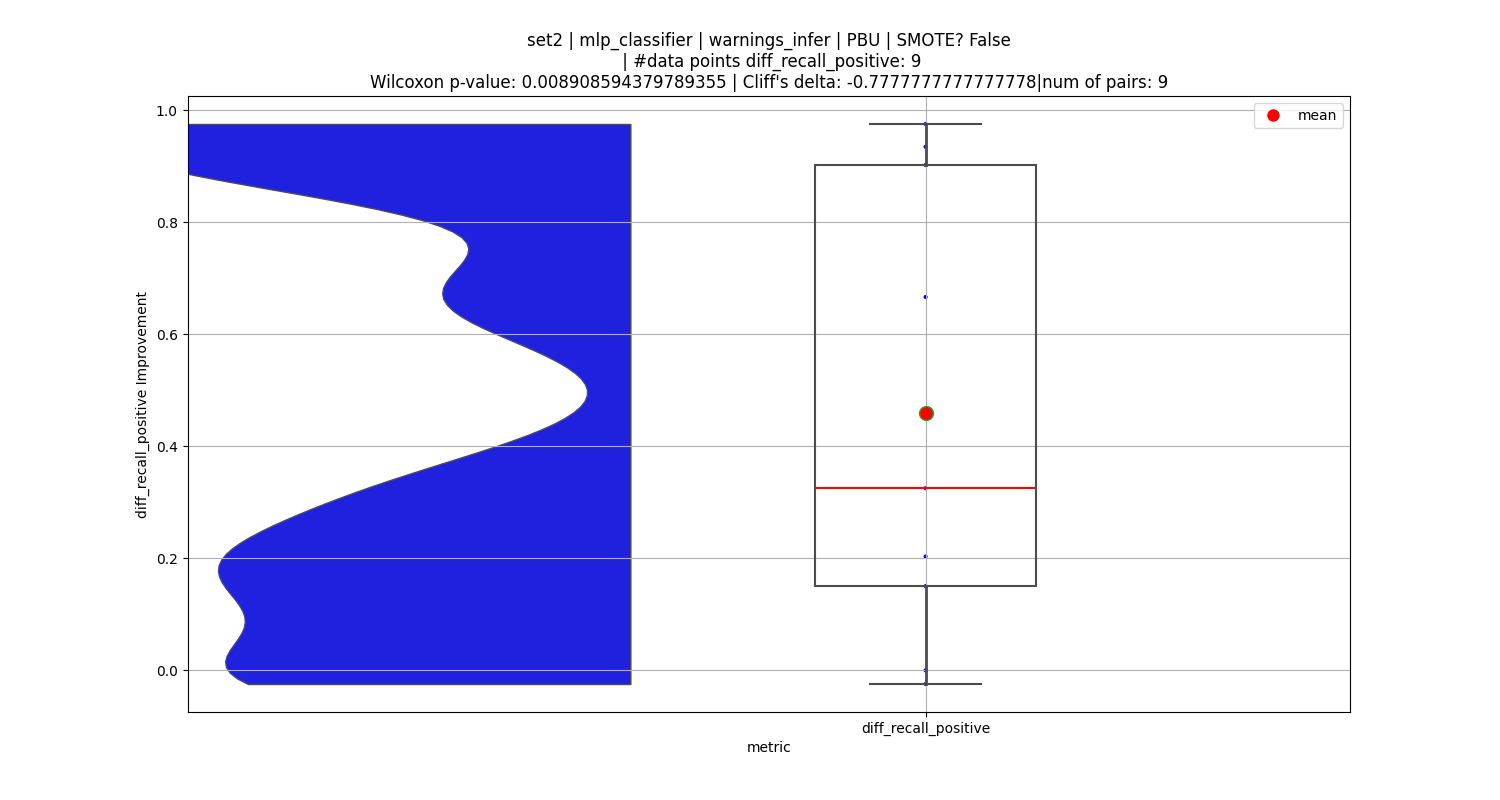 set2 | mlp_classifier | warnings_infer | PBU | SMOTE? False
| #data points diff_recall_positive: 9
Wilcoxon p-value: 0.008908594379789355 | Cliff's delta: -0.7777777777777778|num of pairs: 9
mean
1.0
0.8
0.6
0.4
0.2
0.0
diff_recall_positive Improvement
diff_recall_positive
metric